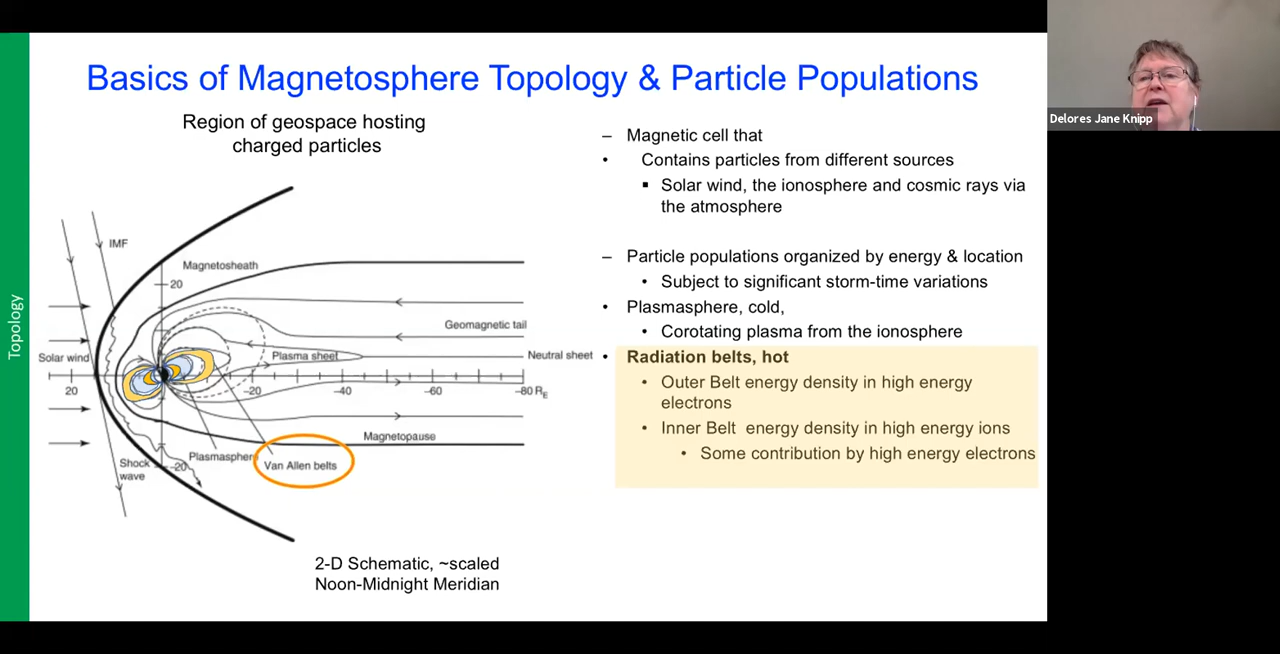 Basics of Magnetosphere Topology & Particle Populations
Delores Jane Knipp
Topology
Region of geospace hosting
charged particles
IMF
Magnetosheath
20
Geomagnetic tail
Solar wind
Plasma sheet
Neutral sheet
20
-20
-40
-60
-80 RE
Magnetopause
Plasmasphere
Van Allen belts
Shock
wave
-20
2-D Schematic, ~scaled
Noon-Midnight Meridian
– Magnetic cell that
• Contains particles from different sources
▪ Solar wind, the ionosphere and cosmic rays via
the atmosphere
– Particle populations organized by energy & location
• Subject to significant storm-time variations
• Plasmasphere, cold,
• Corotating plasma from the ionosphere
• Radiation belts, hot
• Outer Belt energy density in high energy
electrons
• Inner Belt energy density in high energy ions
• Some contribution by high energy electrons